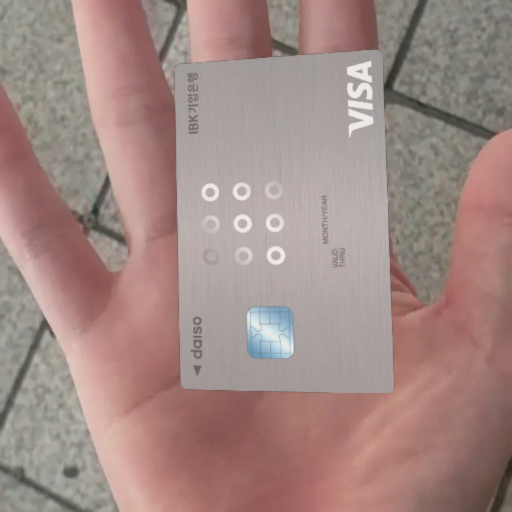 ◀ daiso
IBK기업은행
MONTH/YEAR
VALID
THRU
VISA